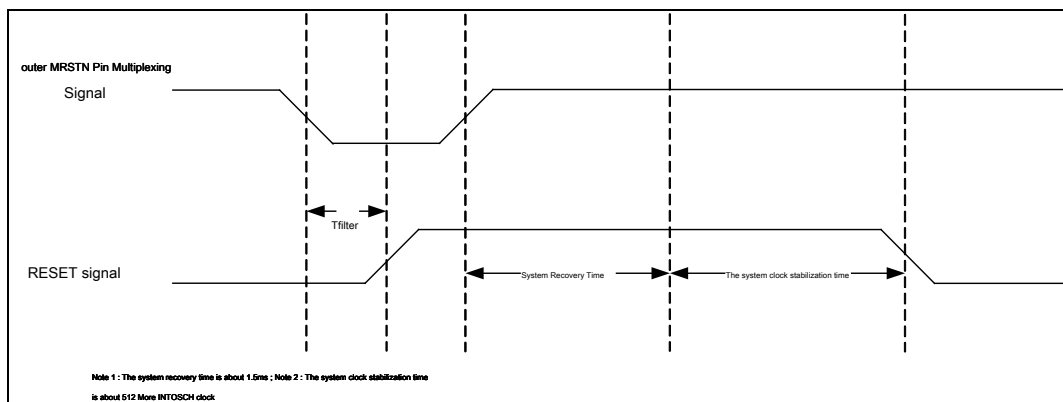 outer MRSTN Pin Multiplexing
Signal
Tfilter
RESET signal
System Recovery Time
The system clock stabilization time
Note 1 : The system recovery time is about 1.5ms ; Note 2 : The system clock stabilization time
is about 512 More INTOSCH clock